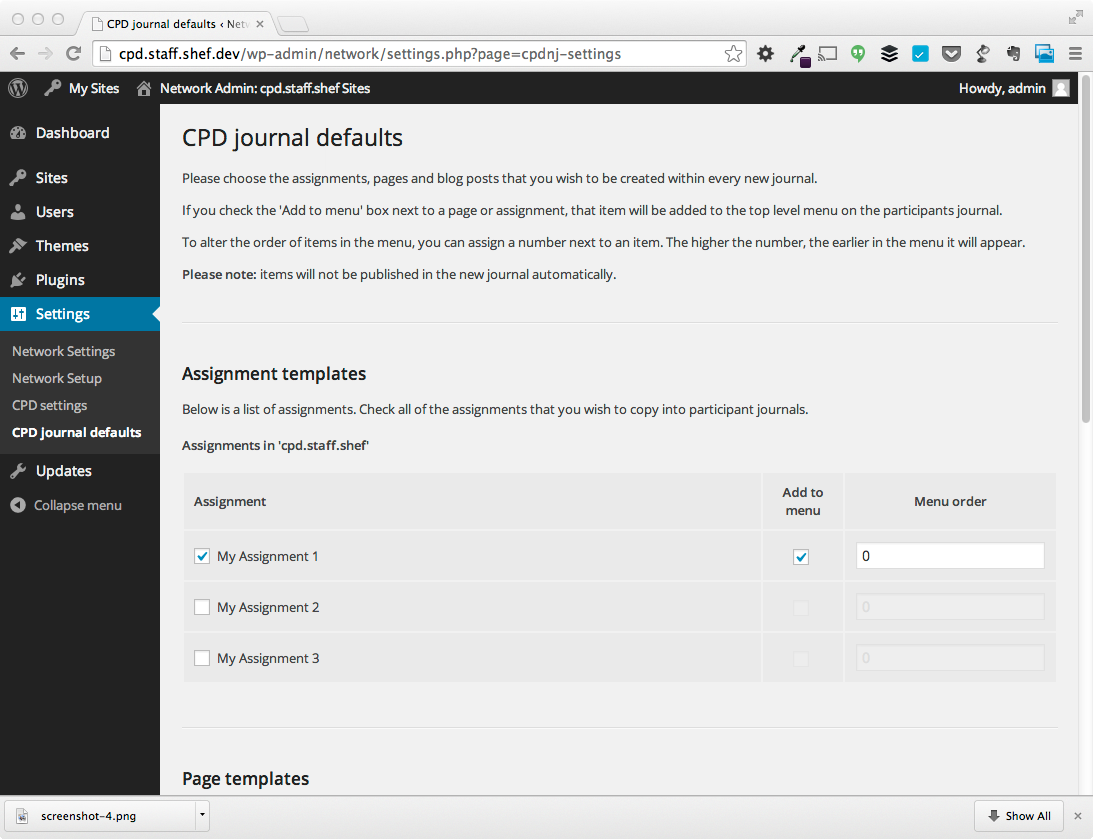 CPD journal defaults ‹ Netw
cpd.staff.shef.dev/wp-admin/network/settings.php?page=cpdnj-settings
My Sites
Network Admin: cpd.staff.shef Sites
Howdy, admin
Dashboard
Sites
Users
Themes
Plugins
Settings
Network Settings
Network Setup
CPD settings
CPD journal defaults
Updates
Collapse menu
CPD journal defaults
Please choose the assignments, pages and blog posts that you wish to be created within every new journal.
If you check the 'Add to menu' box next to a page or assignment, that item will be added to the top level menu on the participants journal.
To alter the order of items in the menu, you can assign a number next to an item. The higher the number, the earlier in the menu it will appear.
Please note: items will not be published in the new journal automatically.
Assignment templates
Below is a list of assignments. Check all of the assignments that you wish to copy into participant journals.
Assignments in 'cpd.staff.shef'
Assignment
Add to
menu
Menu order
My Assignment 1
0
My Assignment 2
0
My Assignment 3
0
Page templates
screenshot-4.png
Show All